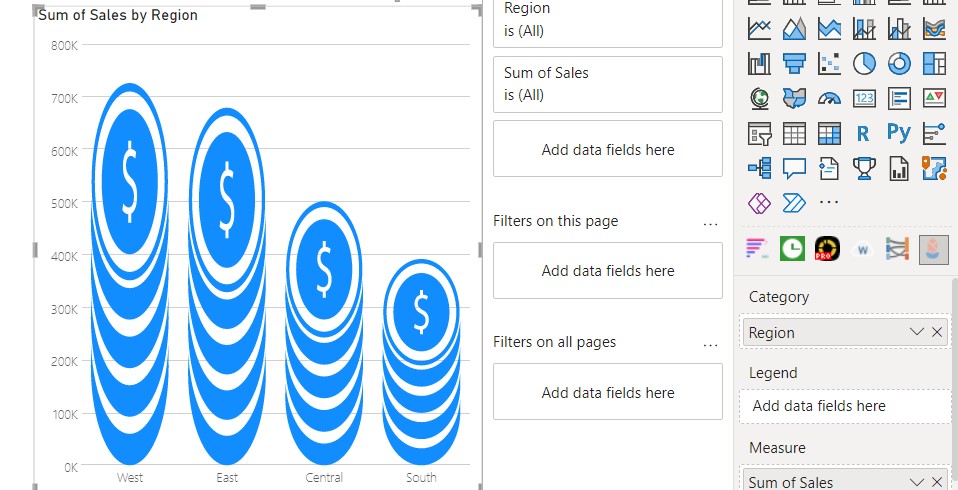 Sum of Sales by Region
800K
700K
600K
500K
400K
300K
200K
100K
0K
$
$
$
$
West
East
Central
South
Region
is (All)
Sum of Sales
is (All)
Add data fields here
Filters on this page
...
Add data fields here
Filters on all pages
...
Add data fields here
123
R
Py
...
PRO
w
Category
Region
Legend
Add data fields here
Measure
Sum of Sales